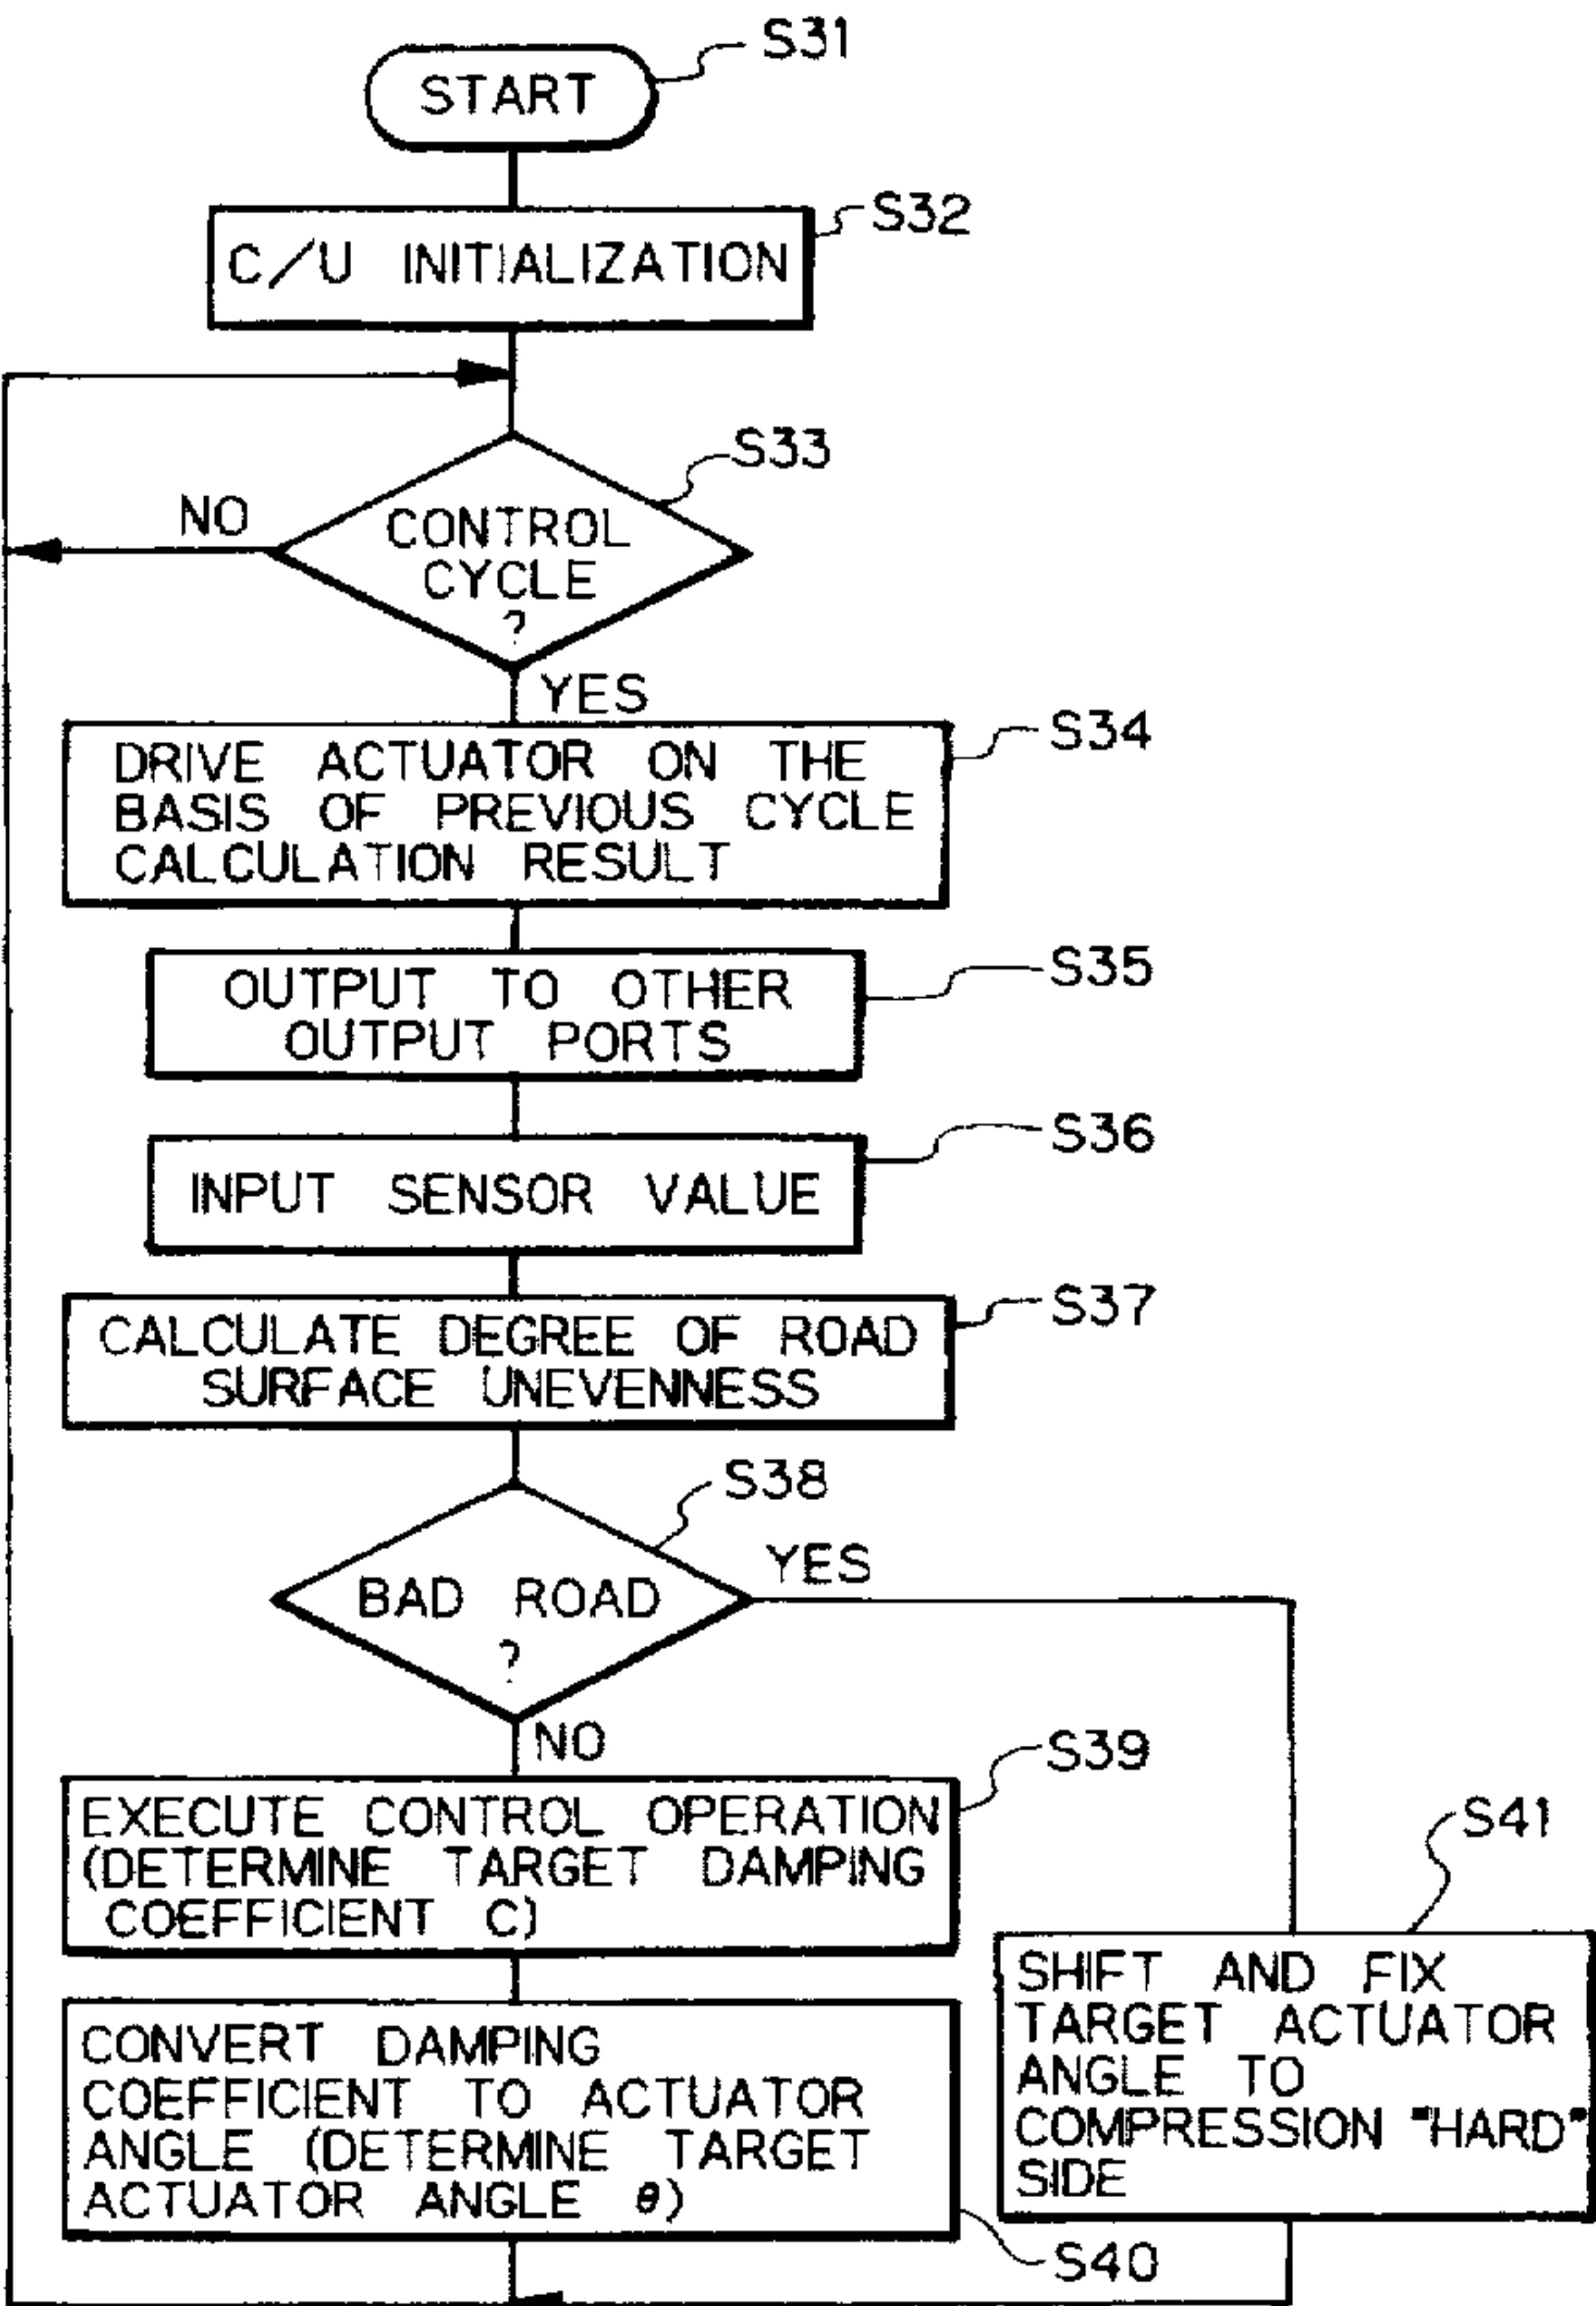 S31
START
S32
C/U INITIALIZATION
S33
NO
CONTROL
CYCLE
?
YES
S34
DRIVE ACTUATOR ON THE
BASIS OF PREVIOUS CYCLE
CALCULATION RESULT
S35
OUTPUT TO OTHER
OUTPUT PORTS
S36
INPUT SENSOR VALUE
S37
CALCULATE DEGREE OF ROAD
SURFACE UNEVENNESS
S38
YES
BAD ROAD
?
NO
S39
EXECUTE CONTROL OPERATION
(DETERMINE TARGET DAMPING
COEFFICIENT C)
S41
SHIFT AND FIX
TARGET ACTUATOR
ANGLE TO
COMPRESSION "HARD"
SIDE
CONVERT DAMPING
COEFFICIENT TO ACTUATOR
ANGLE (DETERMINE TARGET
ACTUATOR ANGLE θ)
S40